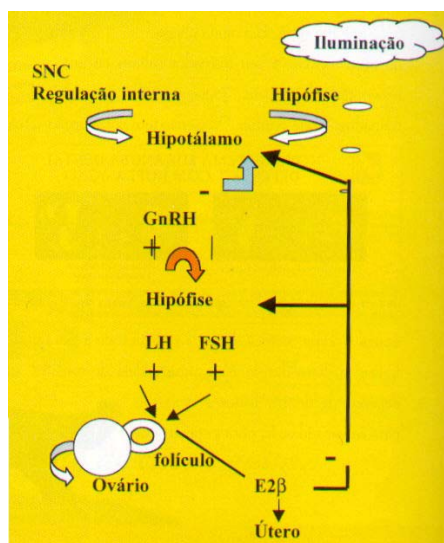 Iluminação
SNC
Regulação interna Hipófise
Hipotálamo
-
GnRH
+
Hipófise
LH FSH
+ +
folículo
Ovário
-
E2β
Útero